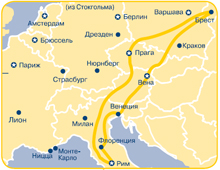 (из Стокгольма)
Варшава
Берлин
Амстердам
Брест
Дрезден
Брюссель
Прага
Краков
Париж
Нюрнберг
Страсбург
Вена
Венеция
Лион
Милан
Флоренция
Ницца
Монте-
Карло
Рим